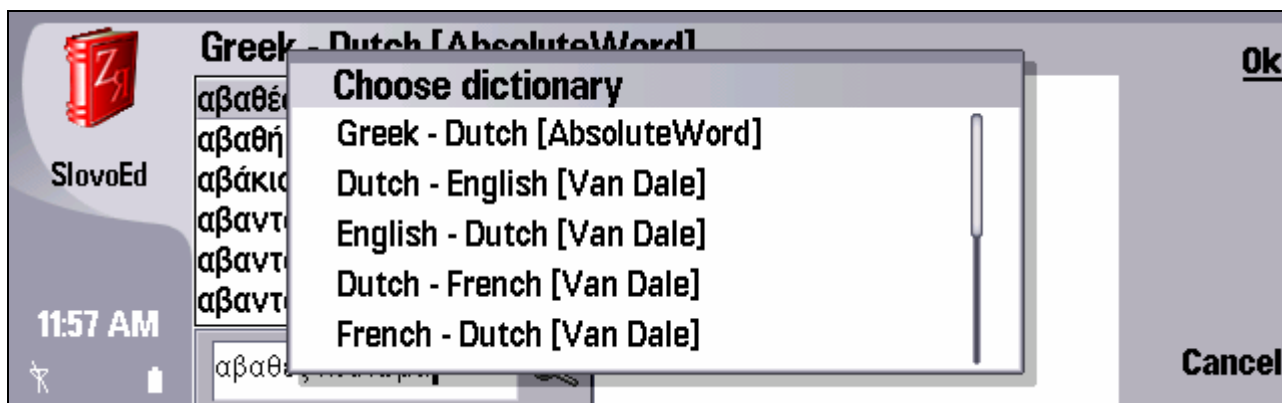 Greek - Dutch [AbsoluteWord]
Ok
SlovoEd
11:57 AM
Choose dictionary
Greek - Dutch [AbsoluteWord]
Dutch - English [Van Dale]
English - Dutch [Van Dale]
Dutch - French [Van Dale]
French - Dutch [Van Dale]
Cancel